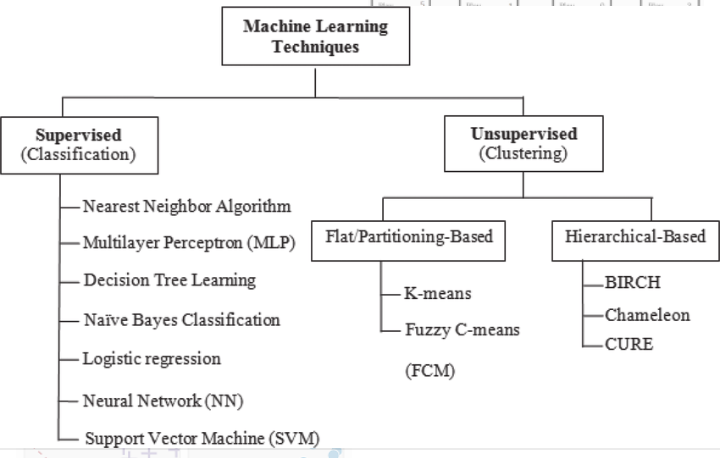 Machine Learning
Techniques
Supervised
(Classification)
Unsupervised
(Clustering)
Nearest Neighbor Algorithm
Multilayer Perceptron (MLP)
Decision Tree Learning
Naïve Bayes Classification
Logistic regression
Neural Network (NN)
Support Vector Machine (SVM)
Flat/Partitioning-Based
K-means
Fuzzy C-means
(FCM)
Hierarchical-Based
BIRCH
Chameleon
CURE